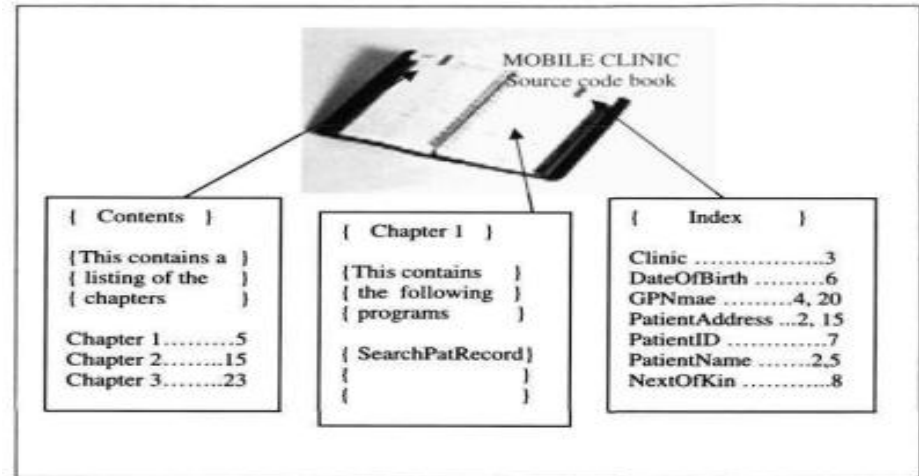 MOBILE CLINIC
Source code book
{ Contents }
{This contains a }
{ listing of the }
{ chapters }
Chapter 1.........5
Chapter 2.......15
Chapter 3.......23
{ Chapter 1 }
{This contains }
{ the following }
{ programs }
{ SearchPatRecord}
{ }
{ }
{ Index }
Clinic ......................3
DateOfBirth ............6
GPNmae .........4, 20
PatientAddress ...2, 15
PatientID .................7
PatientName ........2,5
NextOfKin ...........8